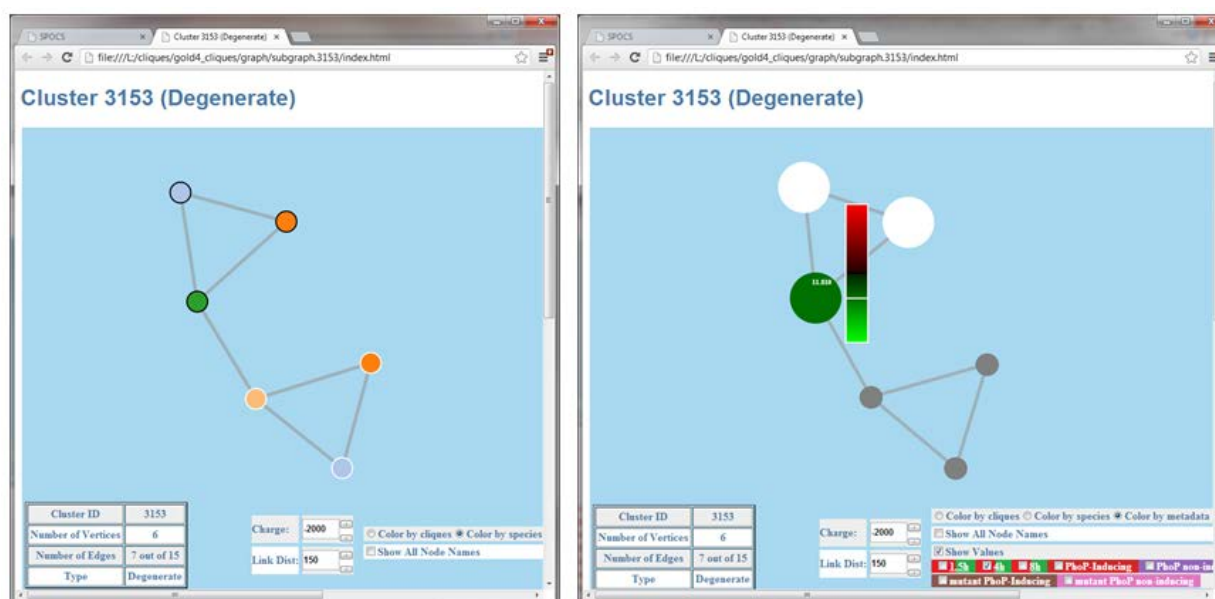 SPOCS
Cluster 3153 (Degenerate)
file:///L:/cliques/gold4_cliques/graph/subgraph.3153/index.html
Cluster 3153 (Degenerate)
Cluster ID 3153
Number of Vertices 6
Number of Edges 7 out of 15
Type Degenerate
Charge: -2000
Link Dist: 150
Color by cliques Color by species
Show All Node Names
SPOCS
Cluster 3153 (Degenerate)
file:///L:/cliques/gold4_cliques/graph/subgraph.3153/index.html
Cluster 3153 (Degenerate)
Cluster ID 3153
Number of Vertices 6
Number of Edges 7 out of 15
Type Degenerate
Charge: -2000
Link Dist: 150
Color by cliques Color by species Color by metadata
Show All Node Names
Show Values
1.5h 4h 8h PhoP-Inducing PhoP non-in
mutant PhoP-Inducing mutant PhoP non-inducing